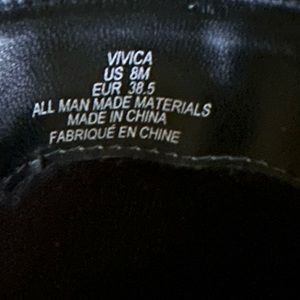 VIVICA
US 8M
EUR 38.5
ALL MAN MADE MATERIALS
MADE IN CHINA
FABRIQUÉ EN CHINE